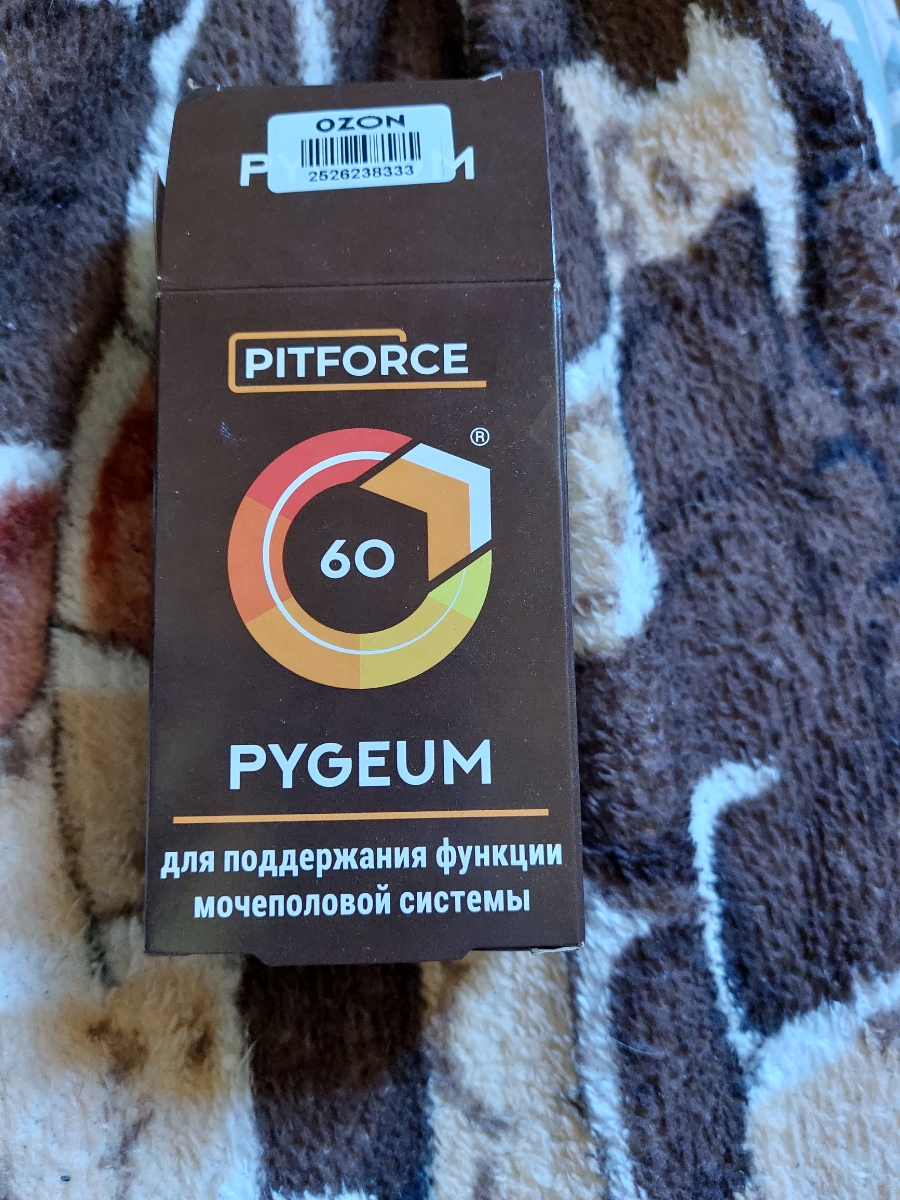 OZON
2526238333
PITFORCE
®
60
PYGEUM
для поддержания функции
мочеполовой системы